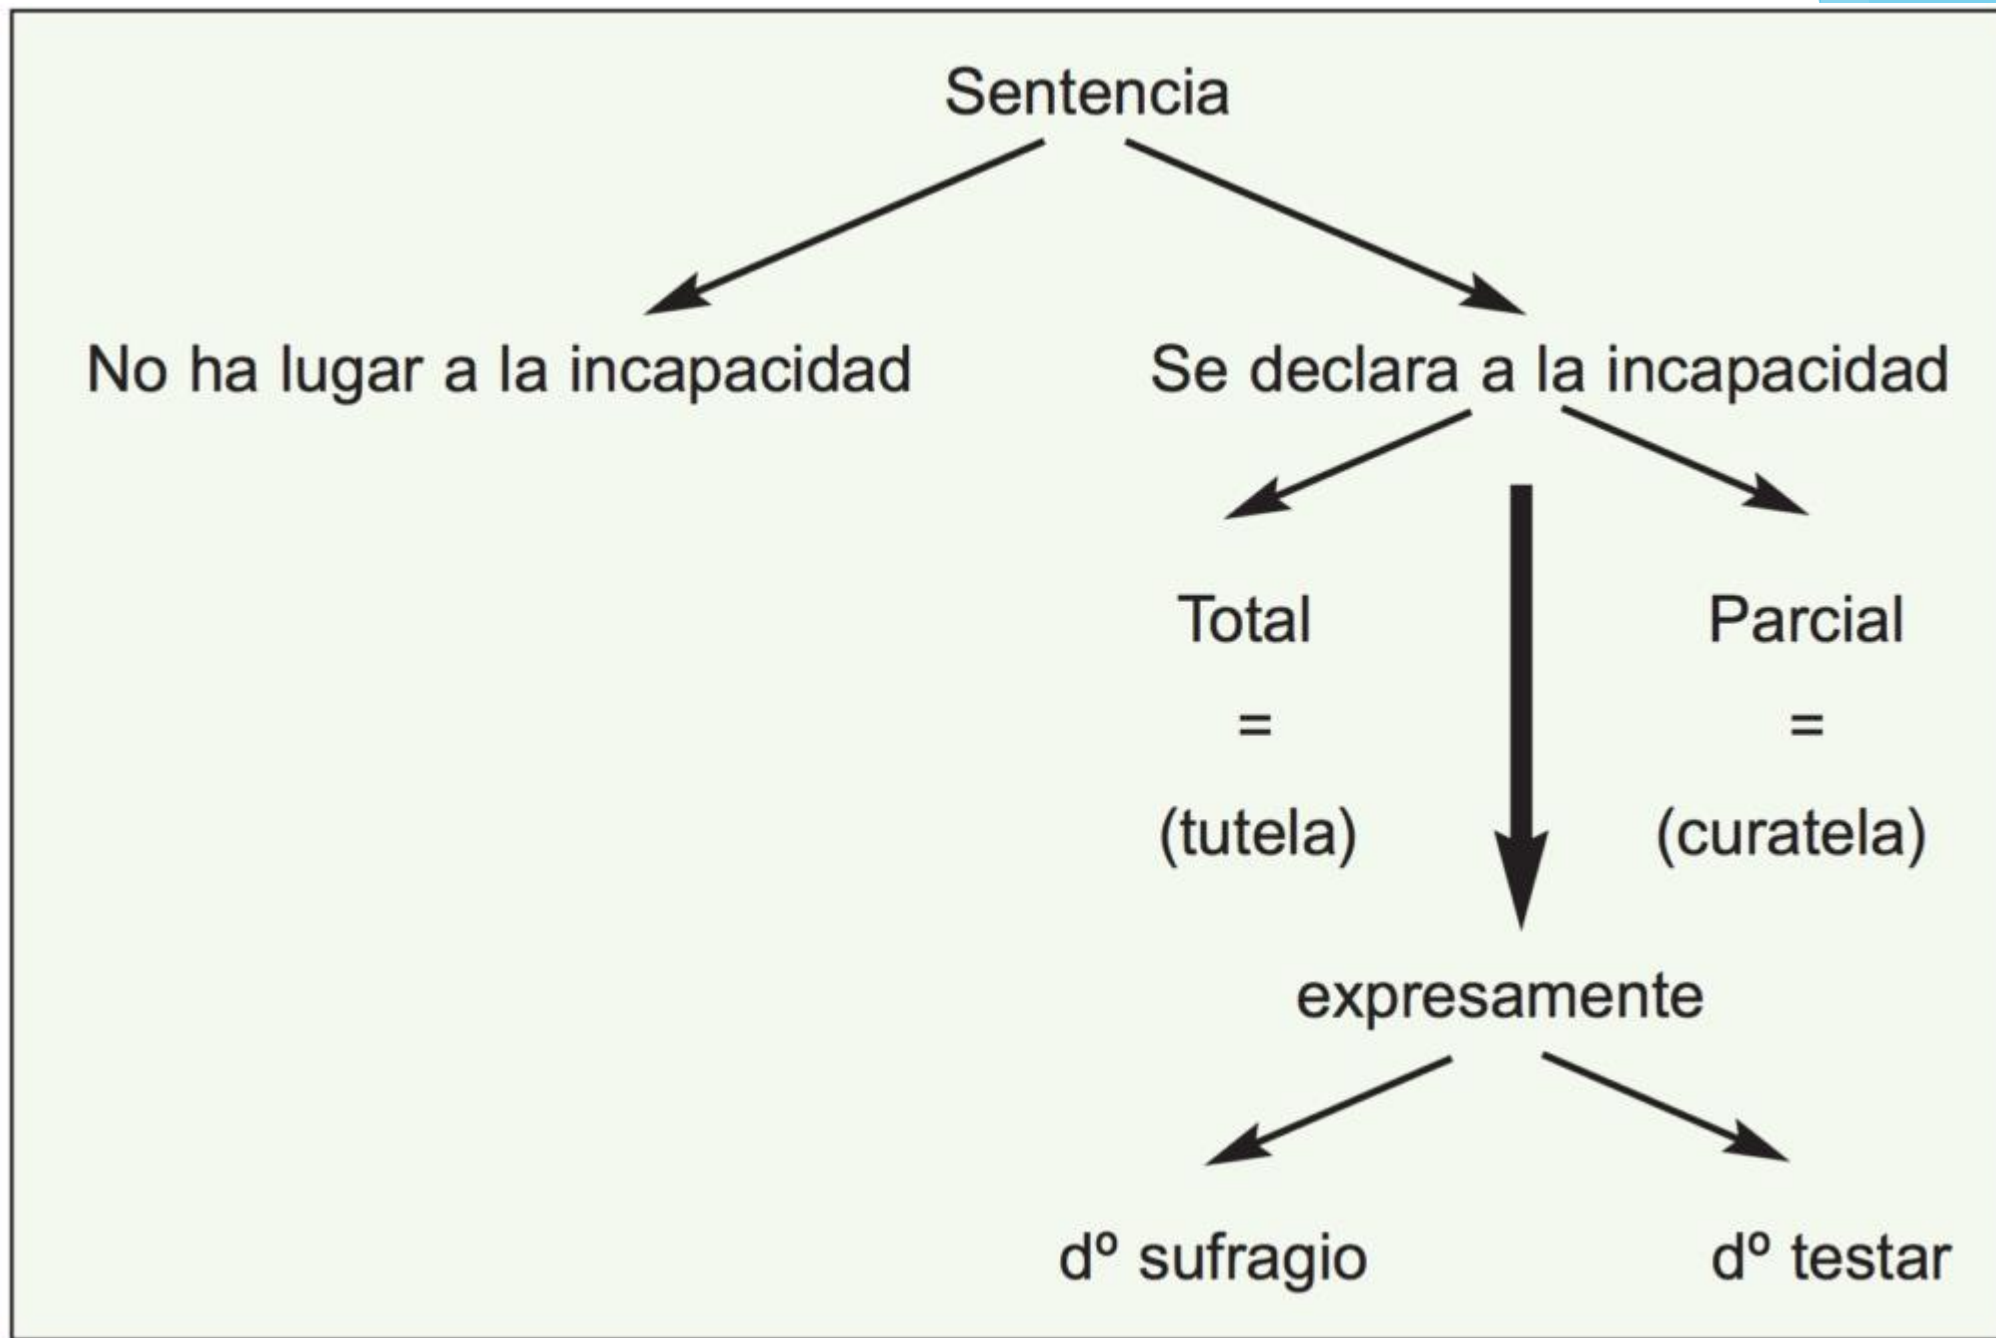 Sentencia
No ha lugar a la incapacidad
Se declara a la incapacidad
Total
Parcial
=
=
(tutela)
(curatela)
expresamente
dº sufragio
dº testar